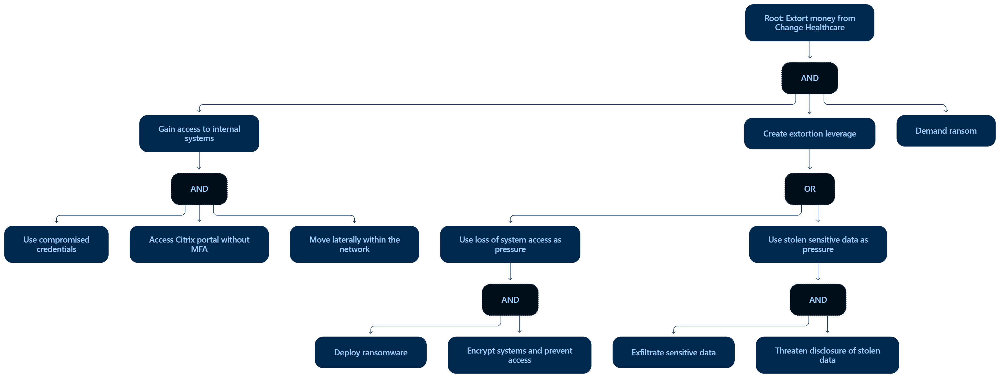 Root: Extort money from
Change Healthcare
AND
Gain access to internal
systems
Create extortion leverage
Demand ransom
AND
OR
Use compromised
credentials
Access Citrix portal without
MFA
Move laterally within the
network
Use loss of system access as
pressure
Use stolen sensitive data as
pressure
AND
AND
Deploy ransomware
Encrypt systems and prevent
access
Exfiltrate sensitive data
Threaten disclosure of stolen
data